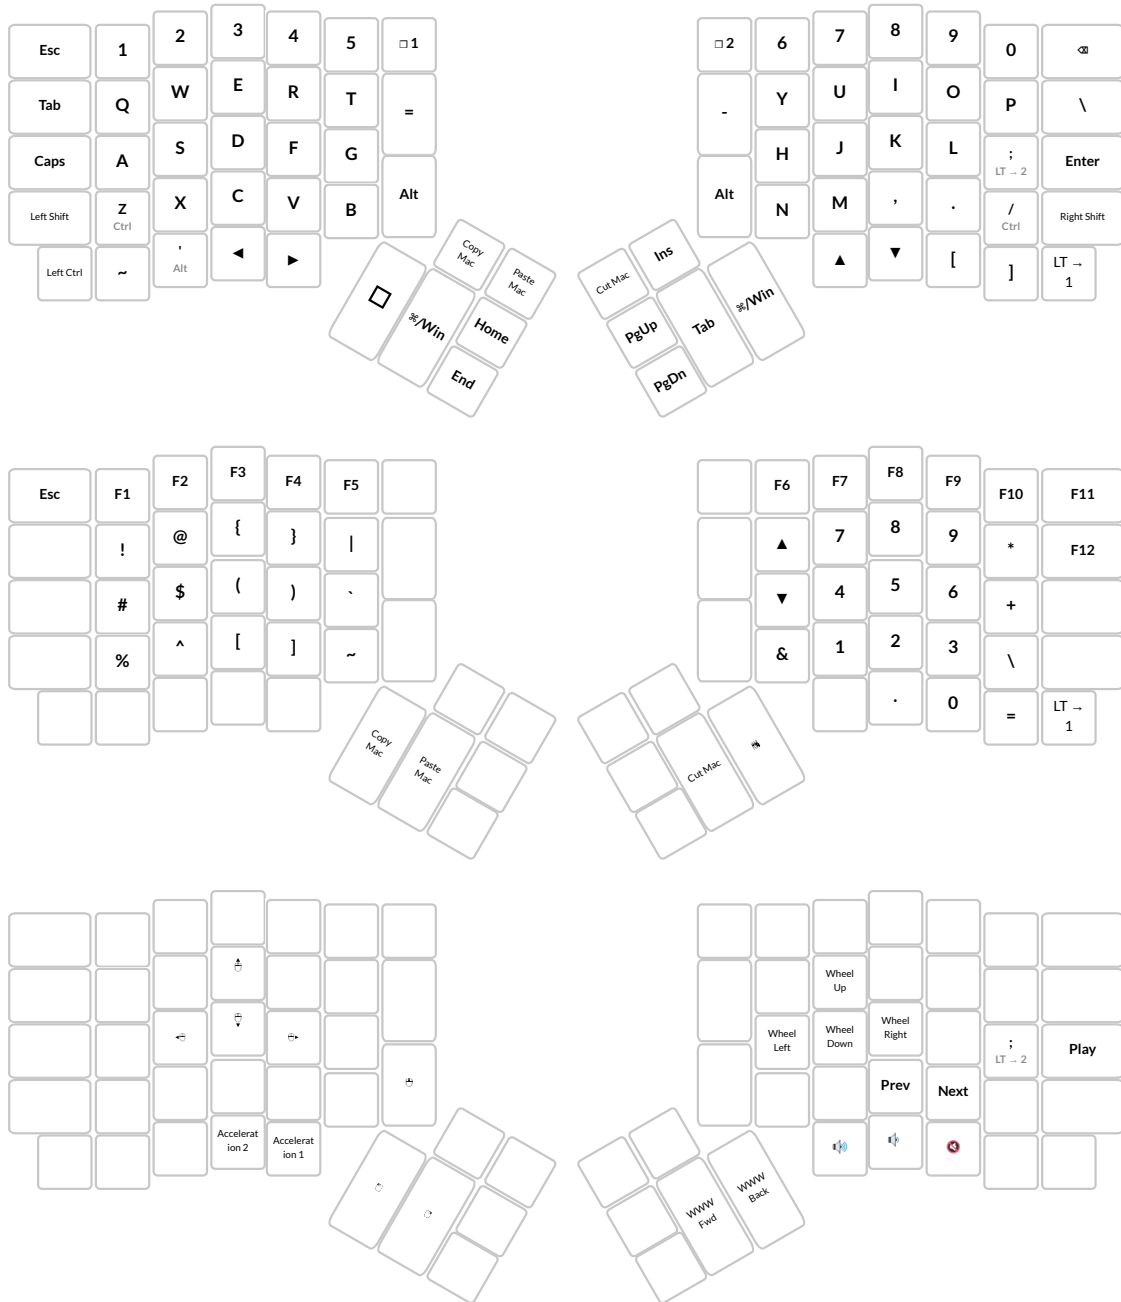 Esc 1 2 3 4 5 ❐ 1 ❐ 2 6 7 8 9 0 ⌫
Tab Q W E R T = - Y U I O P \
Caps A S D F G H J K L ; Enter
LT → 2
Left Shift Z X C V B Alt Alt N M , . / Right Shift
Ctrl Ctrl
Left Ctrl ~ ' ◄ ► ▲ ▼ [ ] LT →
Alt 1
Copy
Mac
Paste
Mac
⌘/Win
Home
End
Cut Mac
Ins
PgUp
Tab
⌘/Win
PgDn
Esc F1 F2 F3 F4 F5 F6 F7 F8 F9 F10 F11
! @ { } | ▲ 7 8 9 * F12
# $ ( ) ` ▼ 4 5 6 +
% ^ [ ] ~ & 1 2 3 \
. 0 = LT →
1
Copy
Mac
Paste
Mac
Cut Mac
Wheel
Up
Wheel
Left
Wheel
Down
Wheel
Right
; Play
LT → 2
Prev Next
Accelerat
ion 2
Accelerat
ion 1
WWW
Fwd
WWW
Back